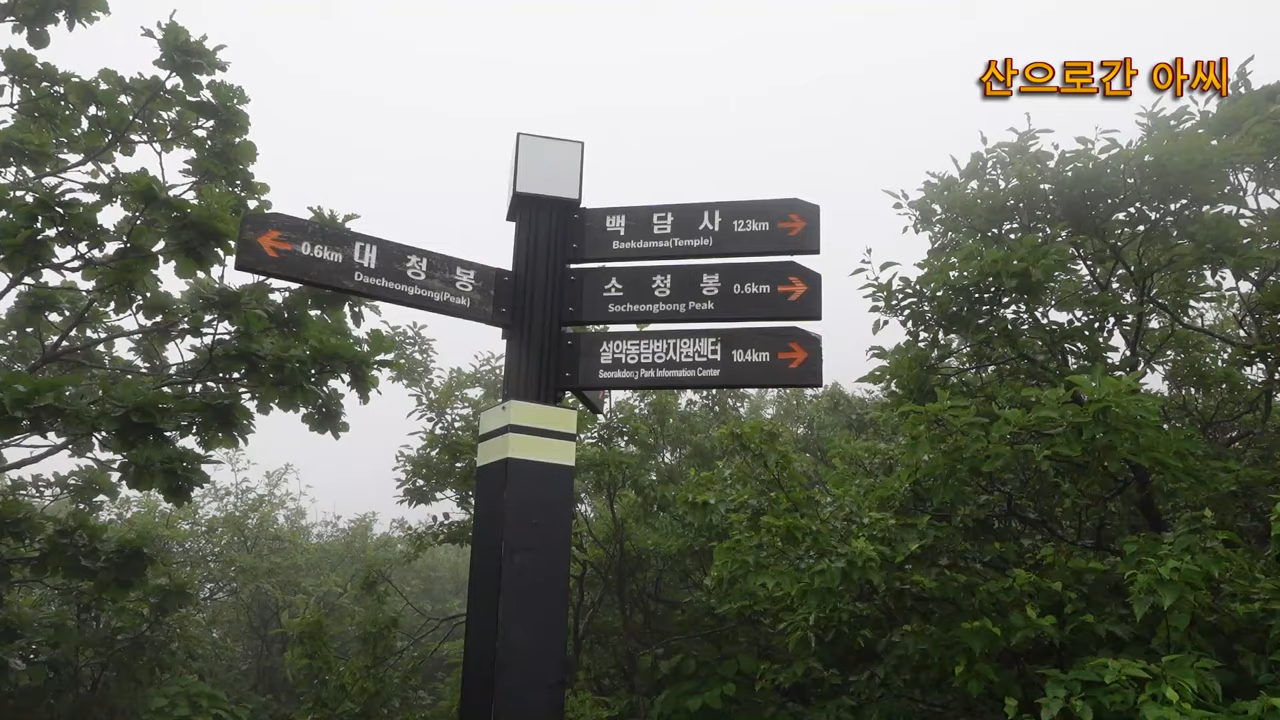 산으로간 아씨
0.6km 대청봉
Daecheongbong(Peak)
백담사 12.3km
Baekdamsa(Temple)
소청봉 0.6km
Socheongbong Peak
설악동탐방지원센터 10.4km
Seorakdong Park Information Center